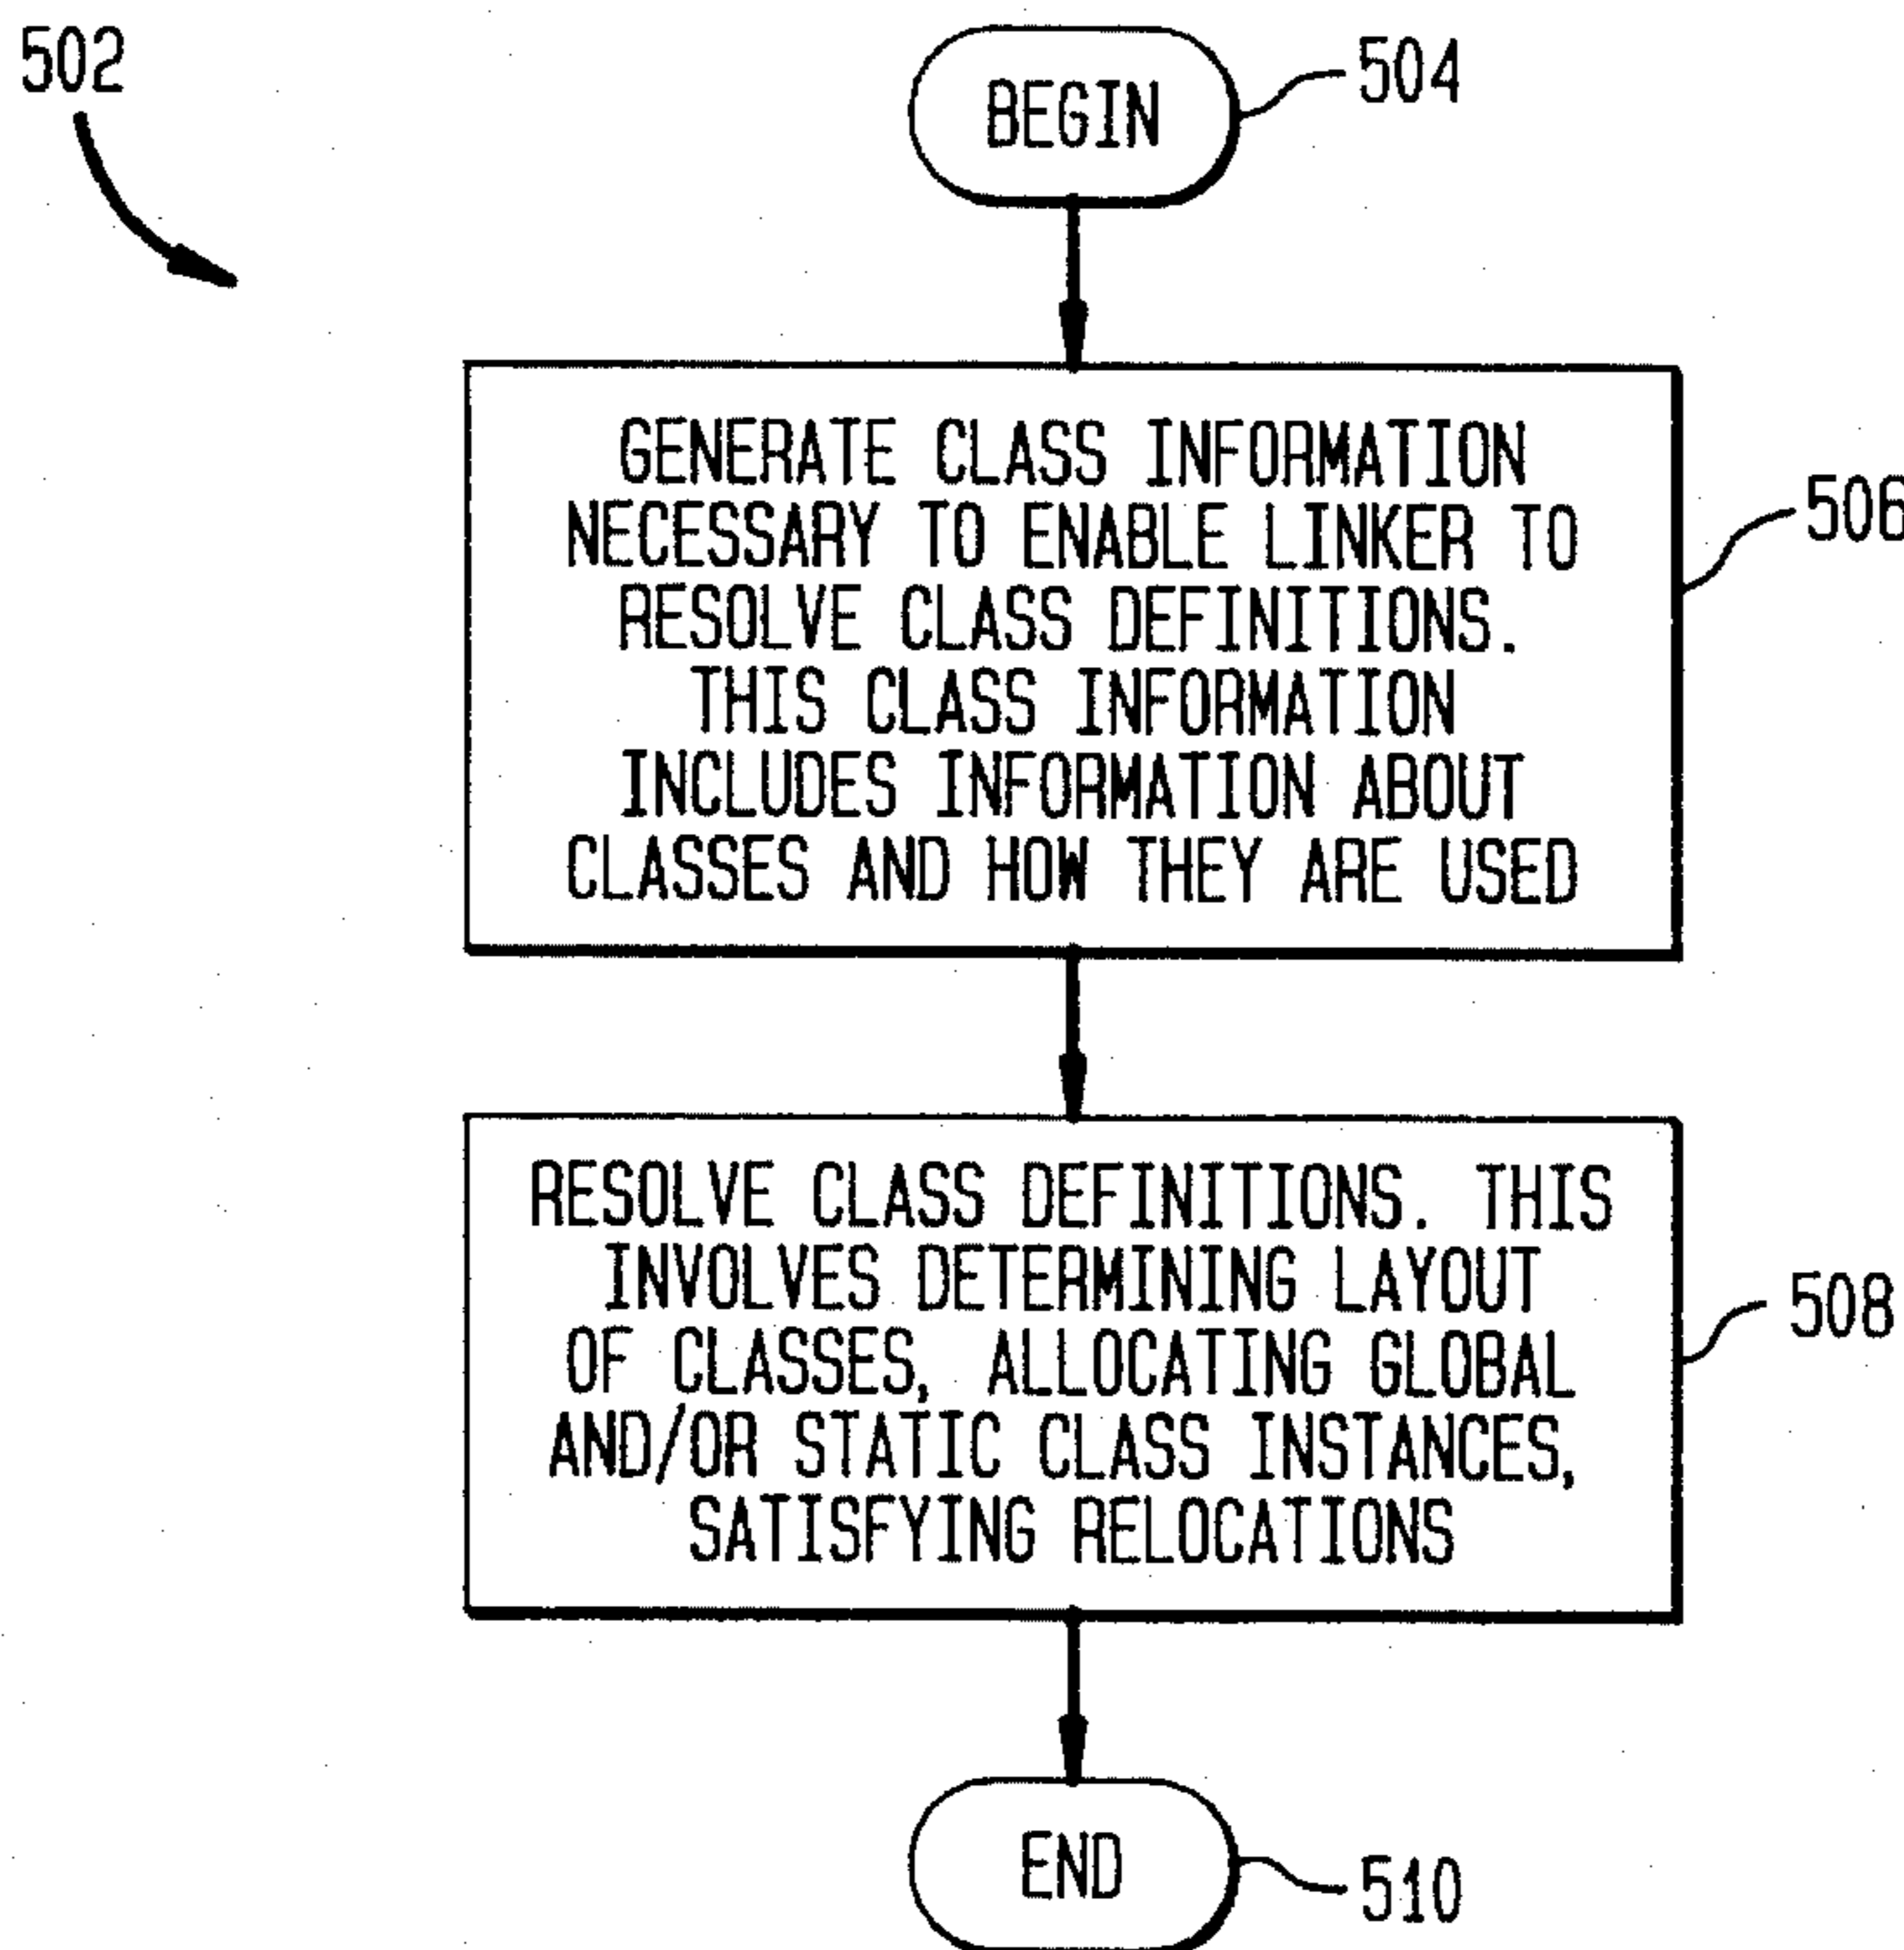 502
BEGIN
504
GENERATE CLASS INFORMATION
NECESSARY TO ENABLE LINKER TO
RESOLVE CLASS DEFINITIONS.
THIS CLASS INFORMATION
INCLUDES INFORMATION ABOUT
CLASSES AND HOW THEY ARE USED
506
RESOLVE CLASS DEFINITIONS. THIS
INVOLVES DETERMINING LAYOUT
OF CLASSES, ALLOCATING GLOBAL
AND/OR STATIC CLASS INSTANCES,
SATISFYING RELOCATIONS
508
END
510